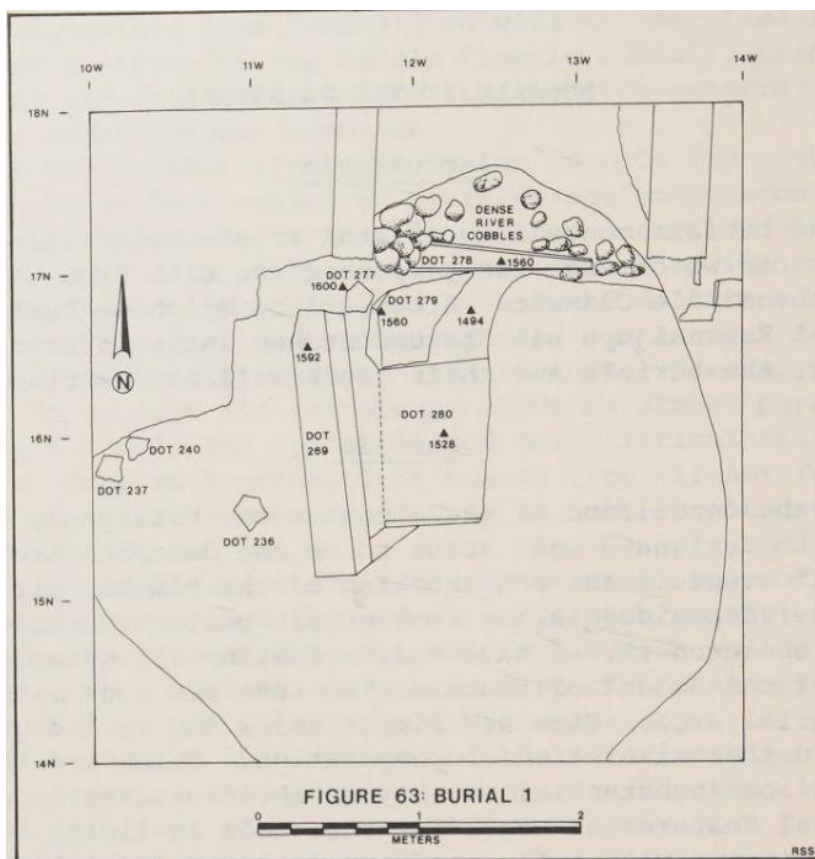 10W 11W 12W 13W 14W
18N
DENSE
RIVER
COBBLES
17N
DOT 278 1560
DOT 277
1600
DOT 279
1560 1494
1592
N
16N
DOT 280
DOT 240
DOT
269
1528
DOT 237
DOT 236
15N
14N
FIGURE 63: BURIAL 1
0 2
METERS
RSS